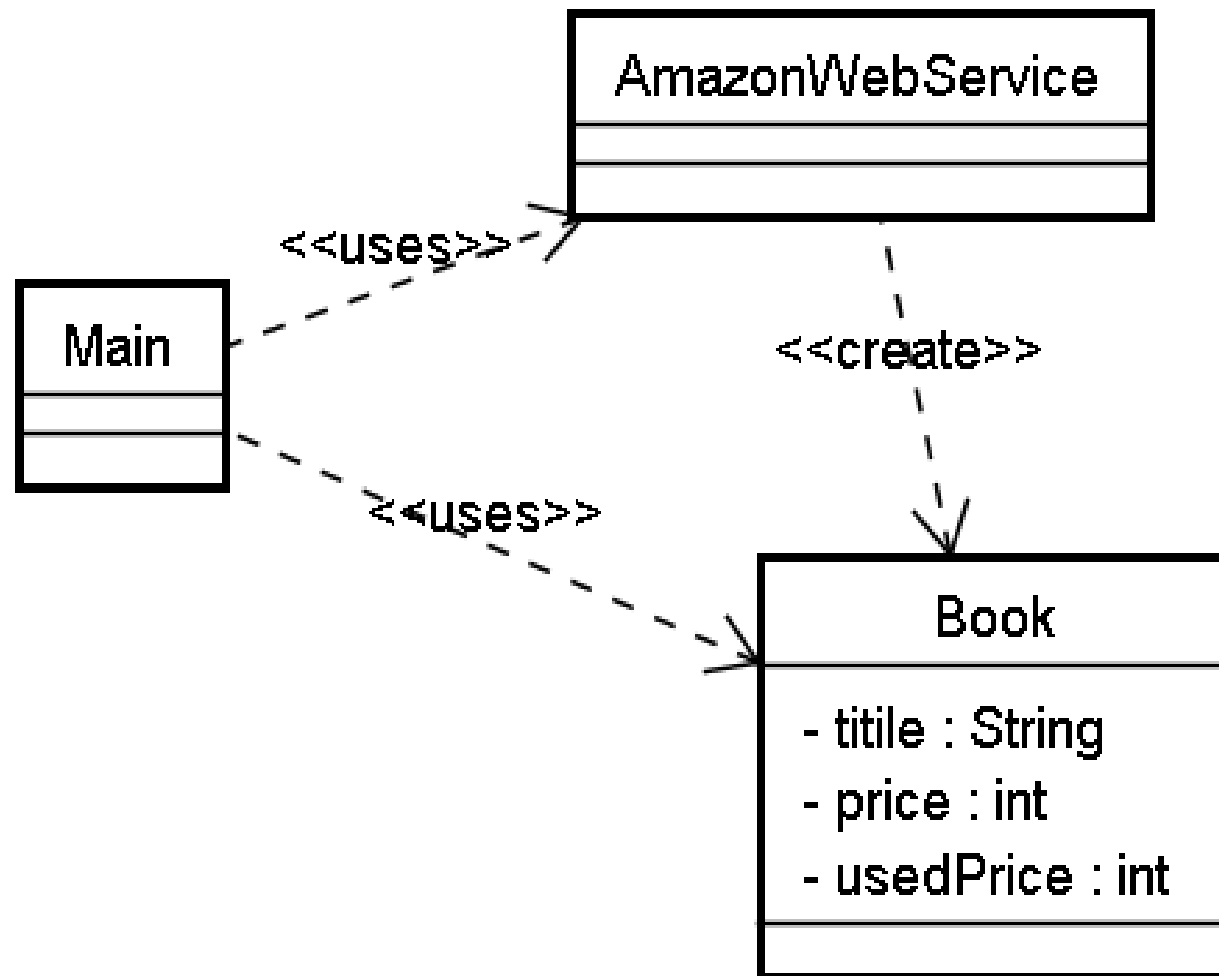 AmazonWebService
<<uses>>
Main
<<create>>
<<uses>>
Book
- titile : String
- price : int
- usedPrice : int